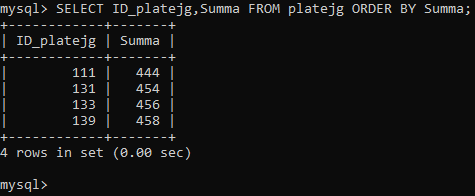 mysql> SELECT ID_platejg,Summa FROM platejg ORDER BY Summa;
+------------+-------+
| ID_platejg | Summa |
+------------+-------+
|        111 |   444 |
|        131 |   454 |
|        133 |   456 |
|        139 |   458 |
+------------+-------+
4 rows in set (0.00 sec)
mysql>